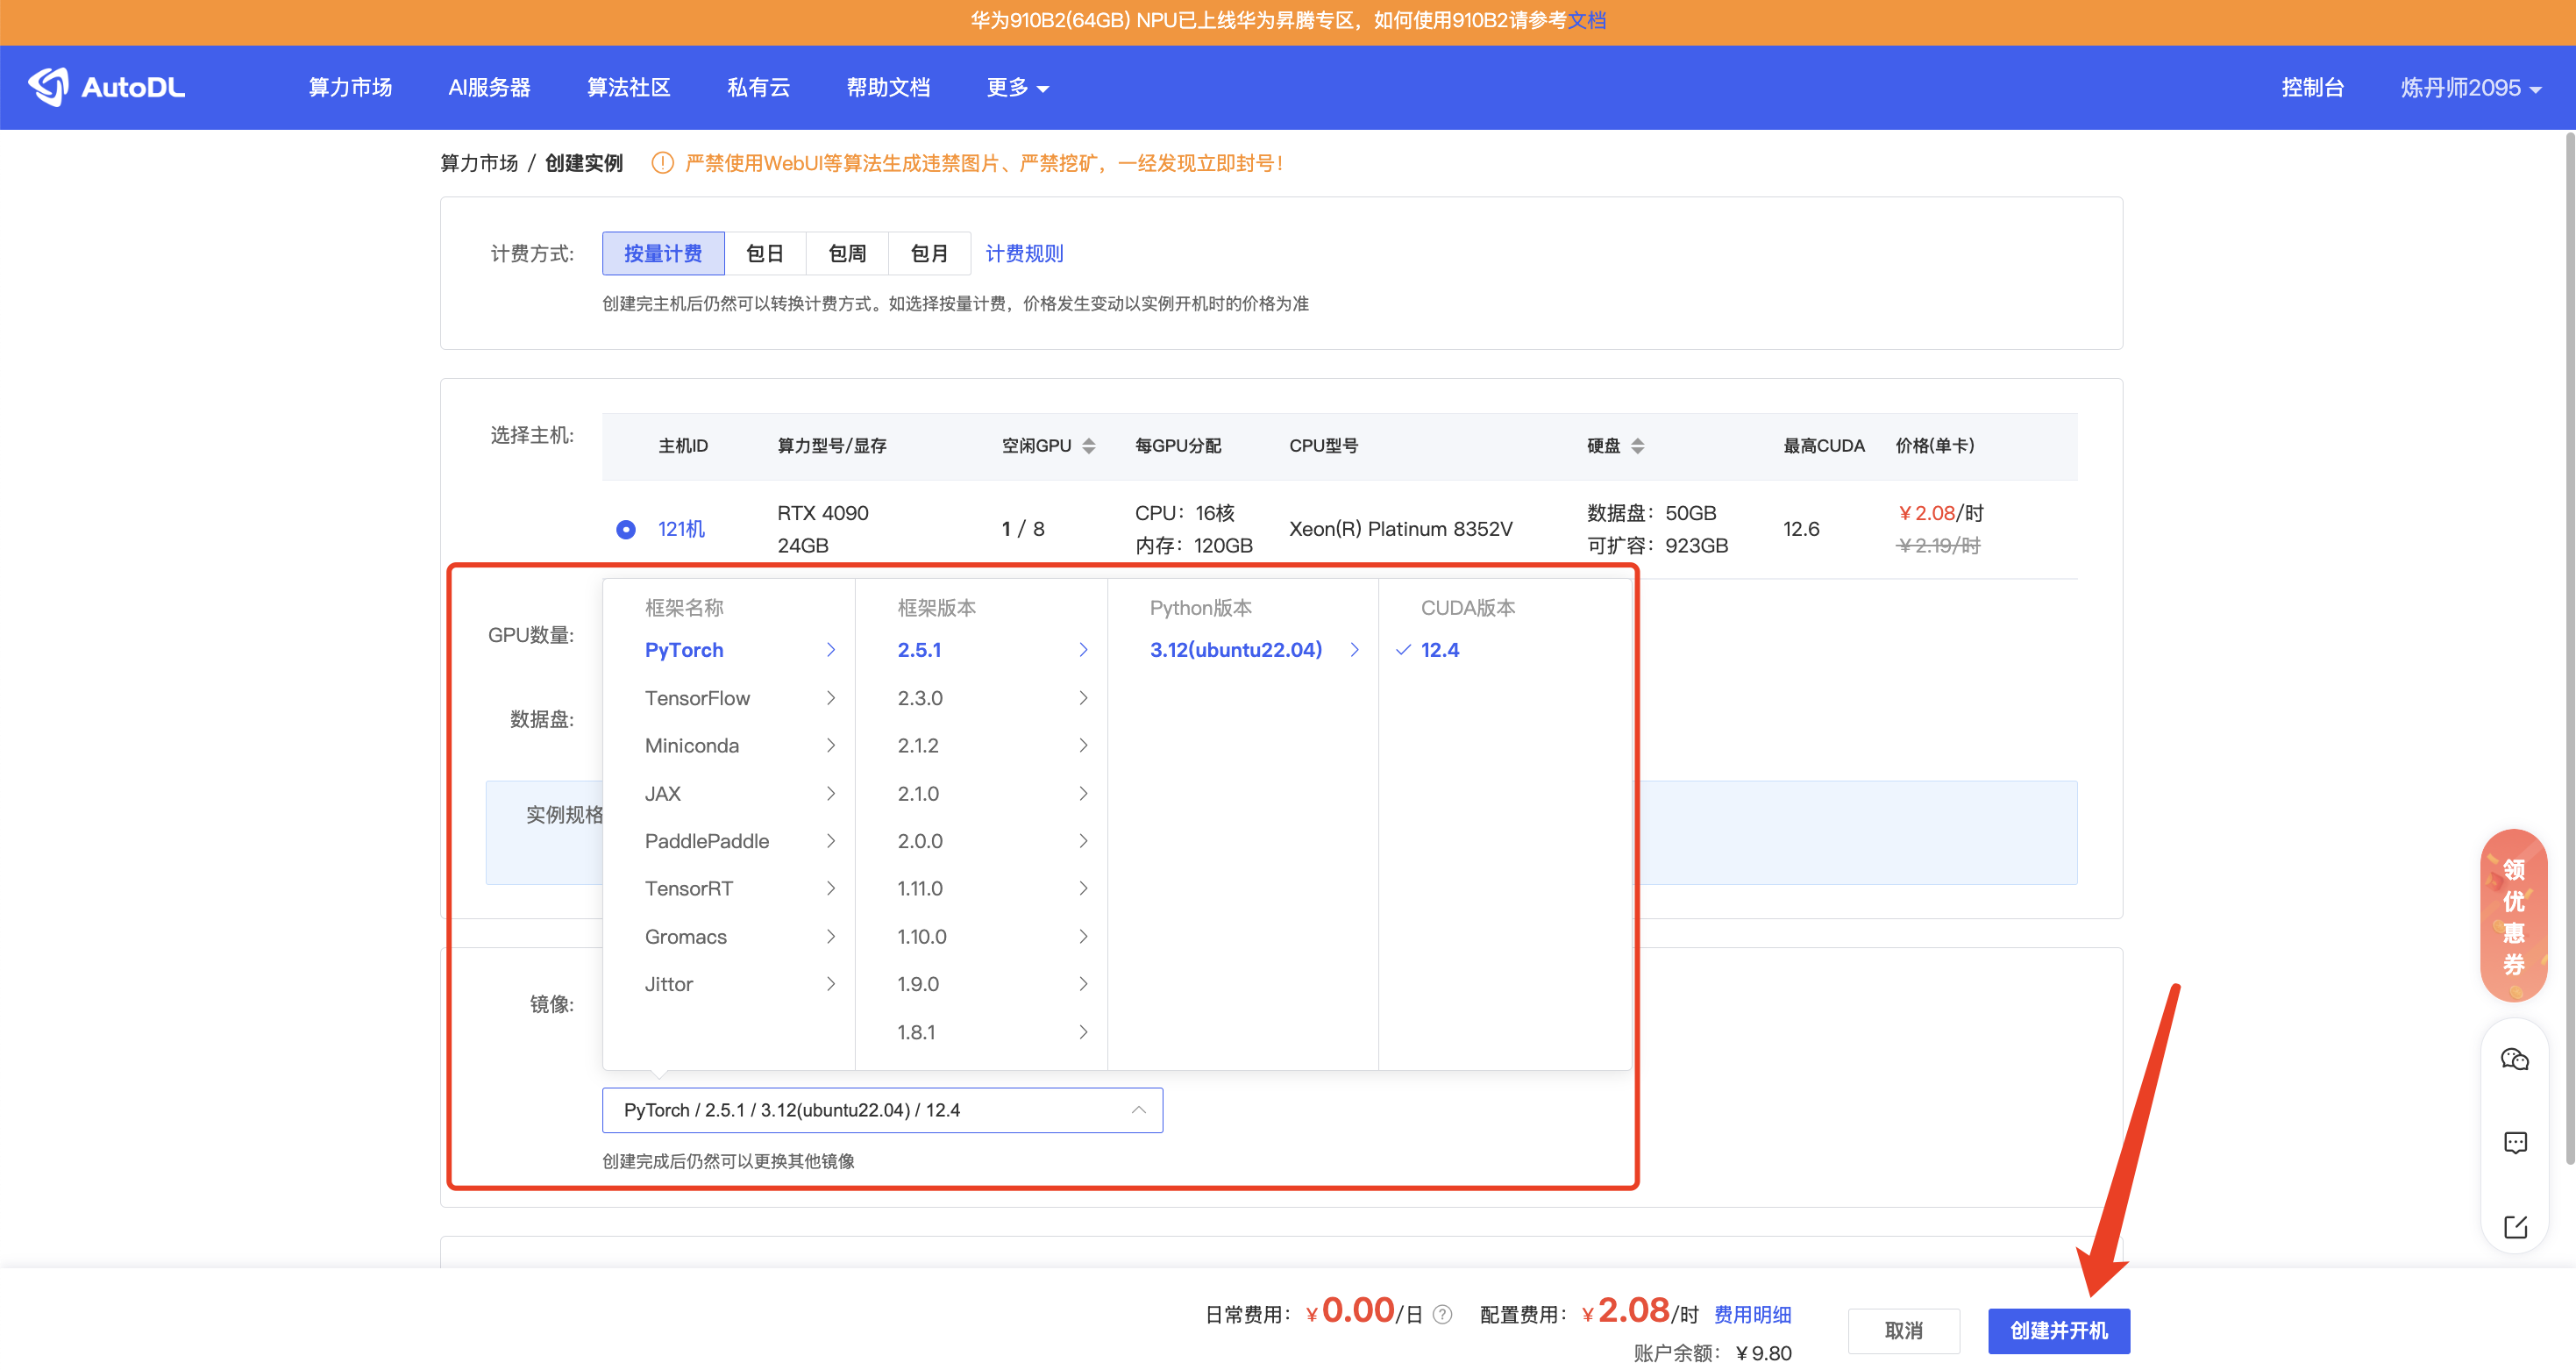 华为910B2(64GB) NPU已上线华为昇腾专区，如何使用910B2请参考文档
AutoDL 算力市场 AI服务器 算法社区 私有云 帮助文档 更多 控制台 炼丹师2095
算力市场 / 创建实例 严禁使用WebUI等算法生成违禁图片、严禁挖矿，一经发现立即封号！
计费方式: 按量计费 包日 包周 包月 计费规则
创建完主机后仍然可以转换计费方式。如选择按量计费，价格发生变动以实例开机时的价格为准
选择主机: 主机ID 算力型号/显存 空闲GPU 每GPU分配 CPU型号 硬盘 最高CUDA 价格(单卡)
RTX 4090 CPU：16核 数据盘：50GB ￥2.08/时
121机 1 / 8 Xeon(R) Platinum 8352V 12.6
24GB 内存：120GB 可扩容：923GB ￥2.19/时
框架名称 框架版本 Python版本 CUDA版本
GPU数量:
PyTorch 2.5.1 3.12(ubuntu22.04) 12.4
TensorFlow 2.3.0
数据盘:
Miniconda 2.1.2
JAX 2.1.0
实例规格
PaddlePaddle 2.0.0
TensorRT 1.11.0
Gromacs 1.10.0
Jittor 1.9.0
镜像:
1.8.1
PyTorch / 2.5.1 / 3.12(ubuntu22.04) / 12.4
创建完成后仍然可以更换其他镜像
领
优
惠
券
日常费用：￥0.00/日 配置费用：￥2.08/时 费用明细
账户余额：￥9.80
取消 创建并开机